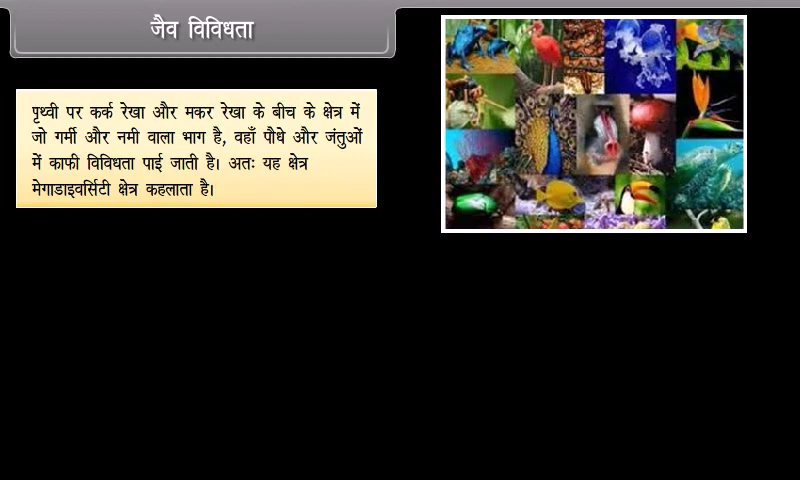 जैव विविधता
पृथ्वी पर कर्क रेखा और मकर रेखा के बीच के क्षेत्र में
जो गर्मी और नमी वाला भाग है, वहाँ पौधे और जंतुओं
में काफी विविधता पाई जाती है। अतः यह क्षेत्र
मेगाडाइवर्सिटी क्षेत्र कहलाता है।